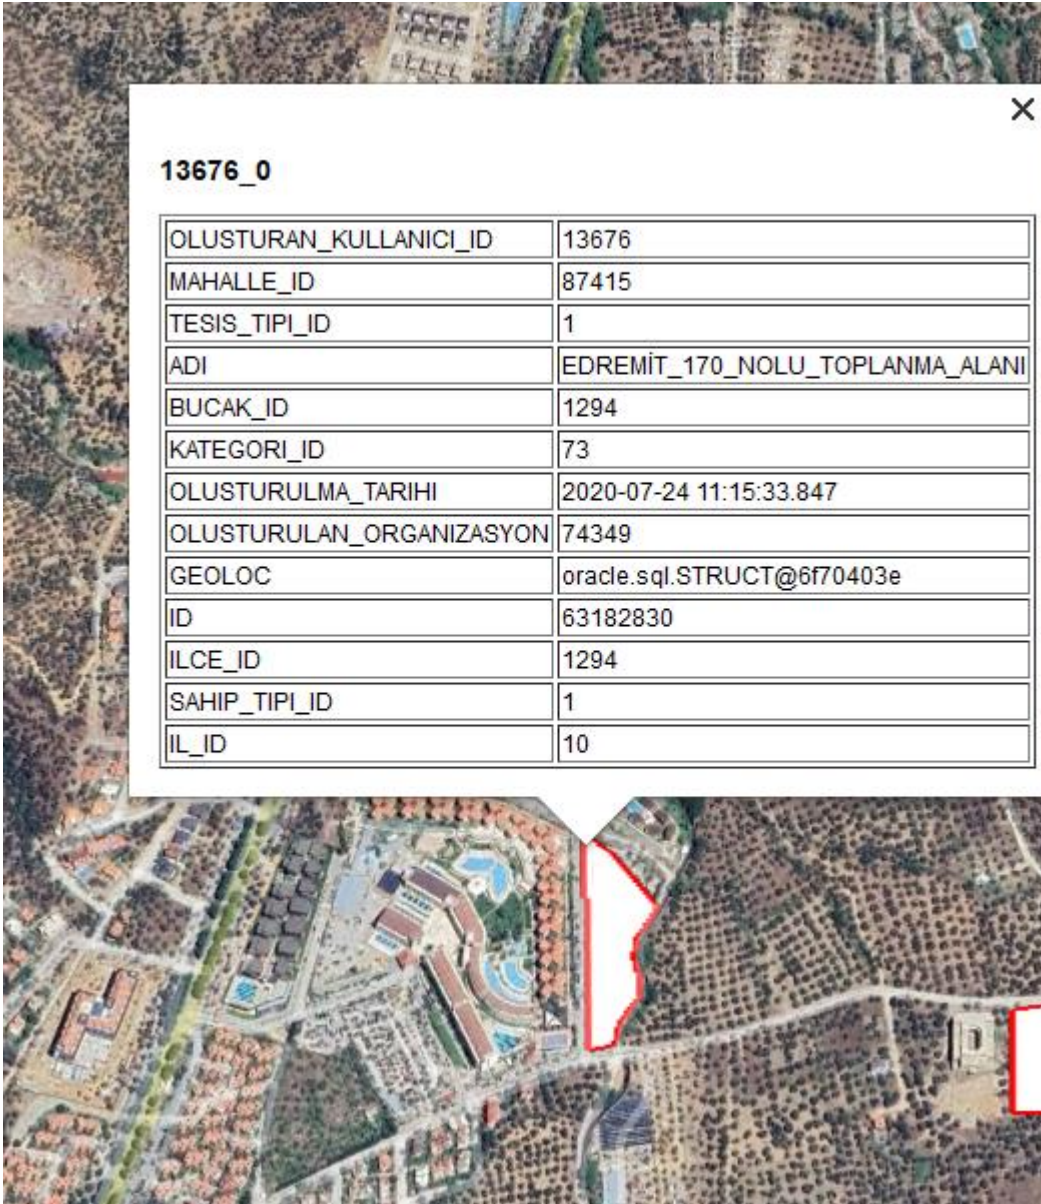 13676_0
OLUSTURAN_KULLANICI_ID 13676
MAHALLE_ID 87415
TESIS_TIPI_ID 1
ADI EDREMİT_170_NOLU_TOPLANMA_ALANI
BUCAK_ID 1294
KATEGORI_ID 73
OLUSTURULMA_TARIHI 2020-07-24 11:15:33.847
OLUSTURULAN_ORGANIZASYON 74349
GEOLOC oracle.sql.STRUCT@6f70403e
ID 63182830
ILCE_ID 1294
SAHIP_TIPI_ID 1
IL_ID 10